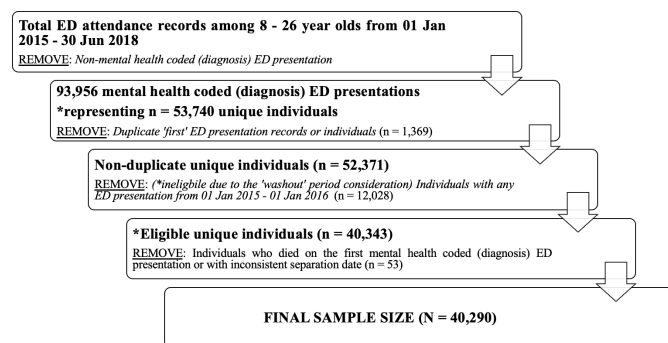 Total ED attendance records among 8 - 26 year olds from 01 Jan
2015 - 30 Jun 2018
REMOVE: Non-mental health coded (diagnosis) ED presentation
93,956 mental health coded (diagnosis) ED presentations
*representing n = 53,740 unique individuals
REMOVE: Duplicate 'first' ED presentation records or individuals (n = 1,369)
Non-duplicate unique individuals (n = 52,371)
REMOVE: (*ineligible due to the 'washout' period consideration) Individuals with any
ED presentation from 01 Jan 2015 - 01 Jan 2016 (n = 12,028)
*Eligible unique individuals (n = 40,343)
REMOVE: Individuals who died on the first mental health coded (diagnosis) ED
presentation or with inconsistent separation date (n = 53)
FINAL SAMPLE SIZE (N = 40,290)